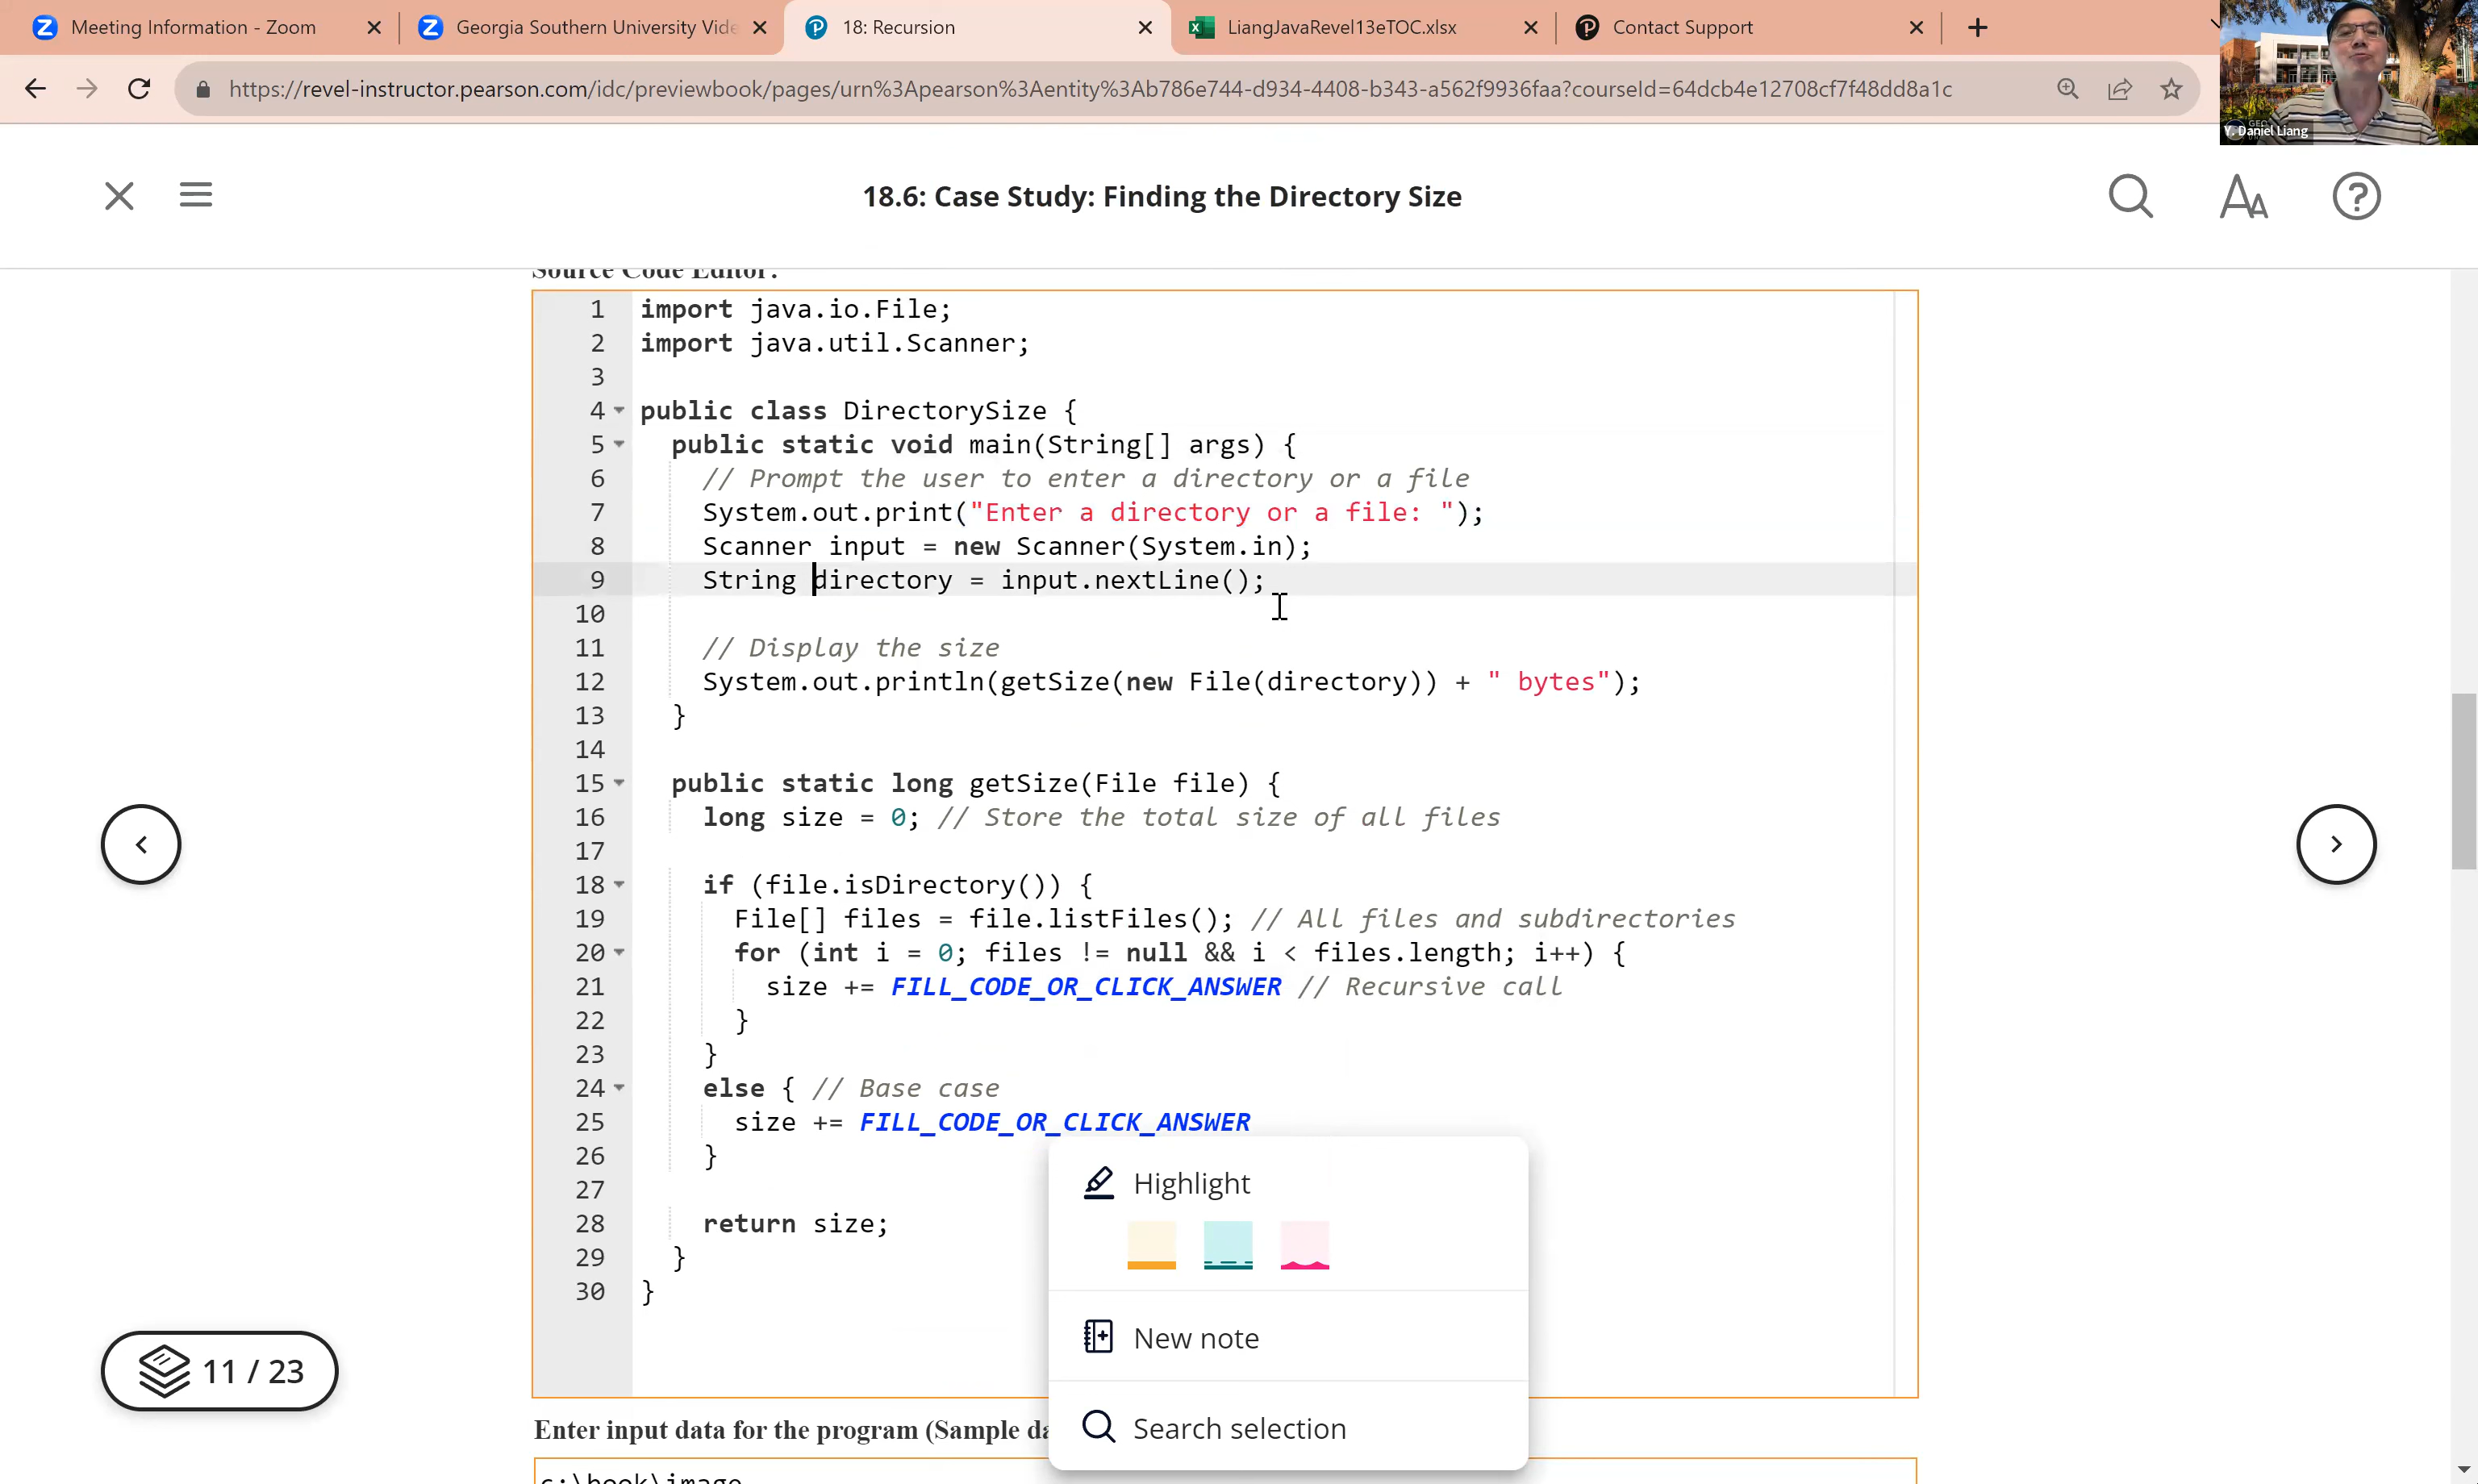 Meeting Information - Zoom
Georgia Southern University Vide
18: Recursion
LiangJavaRevel13eTOC.xlsx
Contact Support
https://revel-instructor.pearson.com/idc/previewbook/pages/urn%3Apearson%3Aentity%3Ab786e744-d934-4408-b343-a562f9936faa?courseId=64dcb4e12708cf7f48dd8a1c
Y. Daniel Liang
18.6: Case Study: Finding the Directory Size
Source Code Editor:
1 import java.io.File;
2 import java.util.Scanner;
3
4 public class DirectorySize {
5 public static void main(String[] args) {
6 // Prompt the user to enter a directory or a file
7 System.out.print("Enter a directory or a file: ");
8 Scanner input = new Scanner(System.in);
9 String directory = input.nextLine();
10
11 // Display the size
12 System.out.println(getSize(new File(directory)) + " bytes");
13 }
14
15 public static long getSize(File file) {
16 long size = 0; // Store the total size of all files
17
18 if (file.isDirectory()) {
19 File[] files = file.listFiles(); // All files and subdirectories
20 for (int i = 0; files != null && i < files.length; i++) {
21 size += FILL_CODE_OR_CLICK_ANSWER // Recursive call
22 }
23 }
24 else { // Base case
25 size += FILL_CODE_OR_CLICK_ANSWER
26 }
27
28 return size;
29 }
30 }
Highlight
New note
Search selection
11 / 23
Enter input data for the program (Sample da
c:\book\image